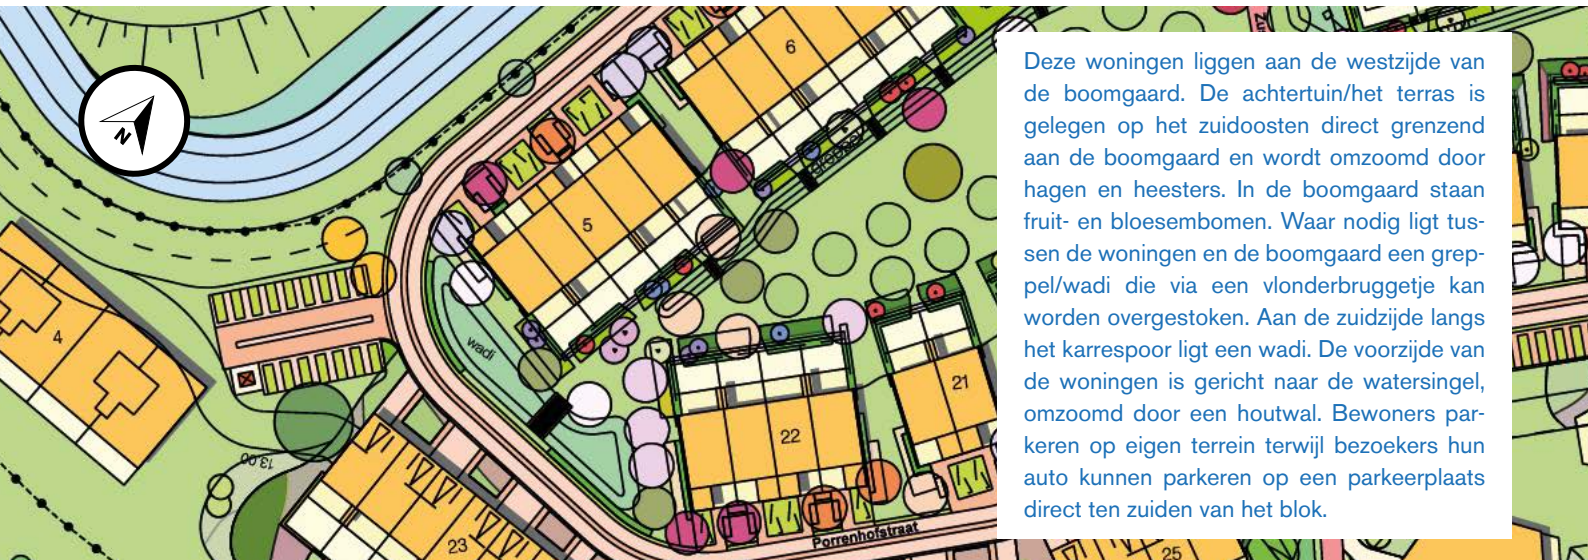 N
6
5
greppel
4
wadi
21
22
13.00
23
Porrenhofstraat
25
Deze woningen liggen aan de westzijde van
de boomgaard. De achtertuin/het terras is
gelegen op het zuidoosten direct grenzend
aan de boomgaard en wordt omzoomd door
hagen en heesters. In de boomgaard staan
fruit- en bloesembomen. Waar nodig ligt tus-
sen de woningen en de boomgaard een grep-
pel/wadi die via een vlonderbruggetje kan
worden overgestoken. Aan de zuidzijde langs
het karrespoor ligt een wadi. De voorzijde van
de woningen is gericht naar de watersingel,
omzoomd door een houtwal. Bewoners par-
keren op eigen terrein terwijl bezoekers hun
auto kunnen parkeren op een parkeerplaats
direct ten zuiden van het blok.